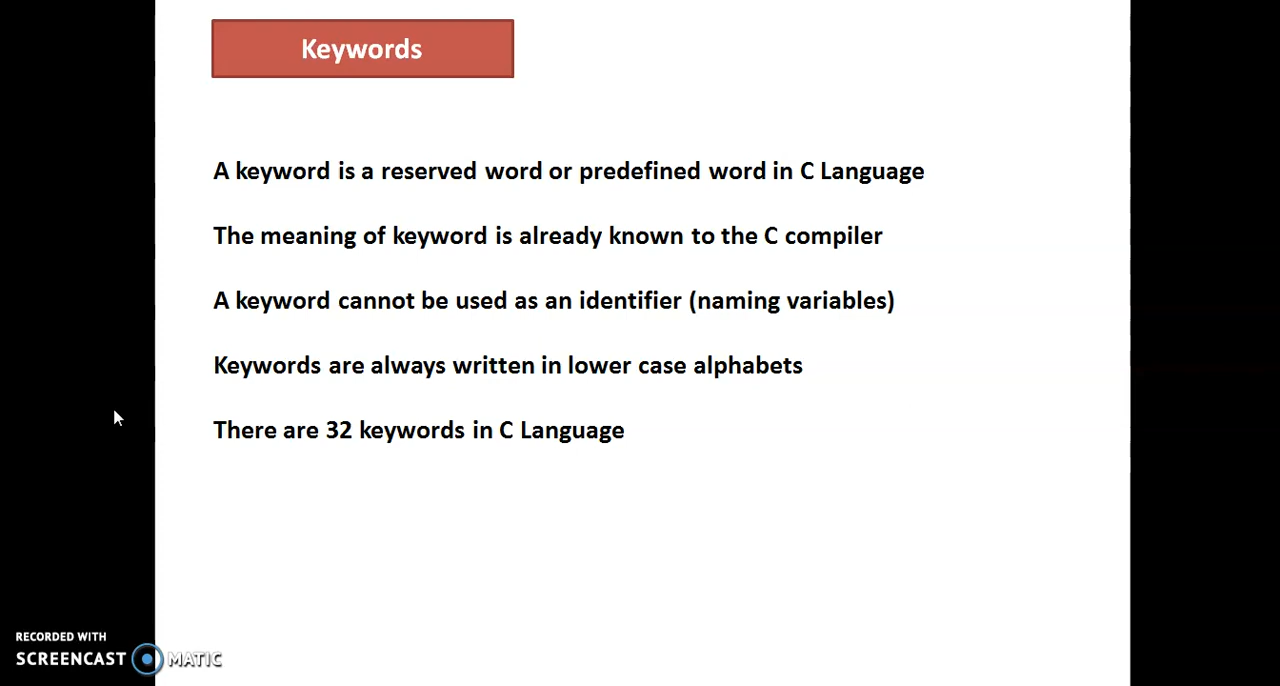 Keywords
A keyword is a reserved word or predefined word in C Language
The meaning of keyword is already known to the C compiler
A keyword cannot be used as an identifier (naming variables)
Keywords are always written in lower case alphabets
There are 32 keywords in C Language
RECORDED WITH
SCREENCAST MATIC